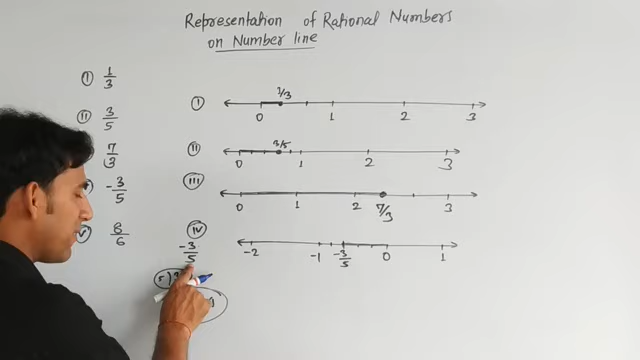 Representation of Rational Numbers
on Number line
(i) 1/3
(ii) 3/5
7/3
-3/5
8/6
(i) 1/3
0 1 2 3
(ii) 3/5
0 1 2 3
(iii)
0 1 2 7/3 3
(iv)
-3/5
-2 -1 -3/5 0 1